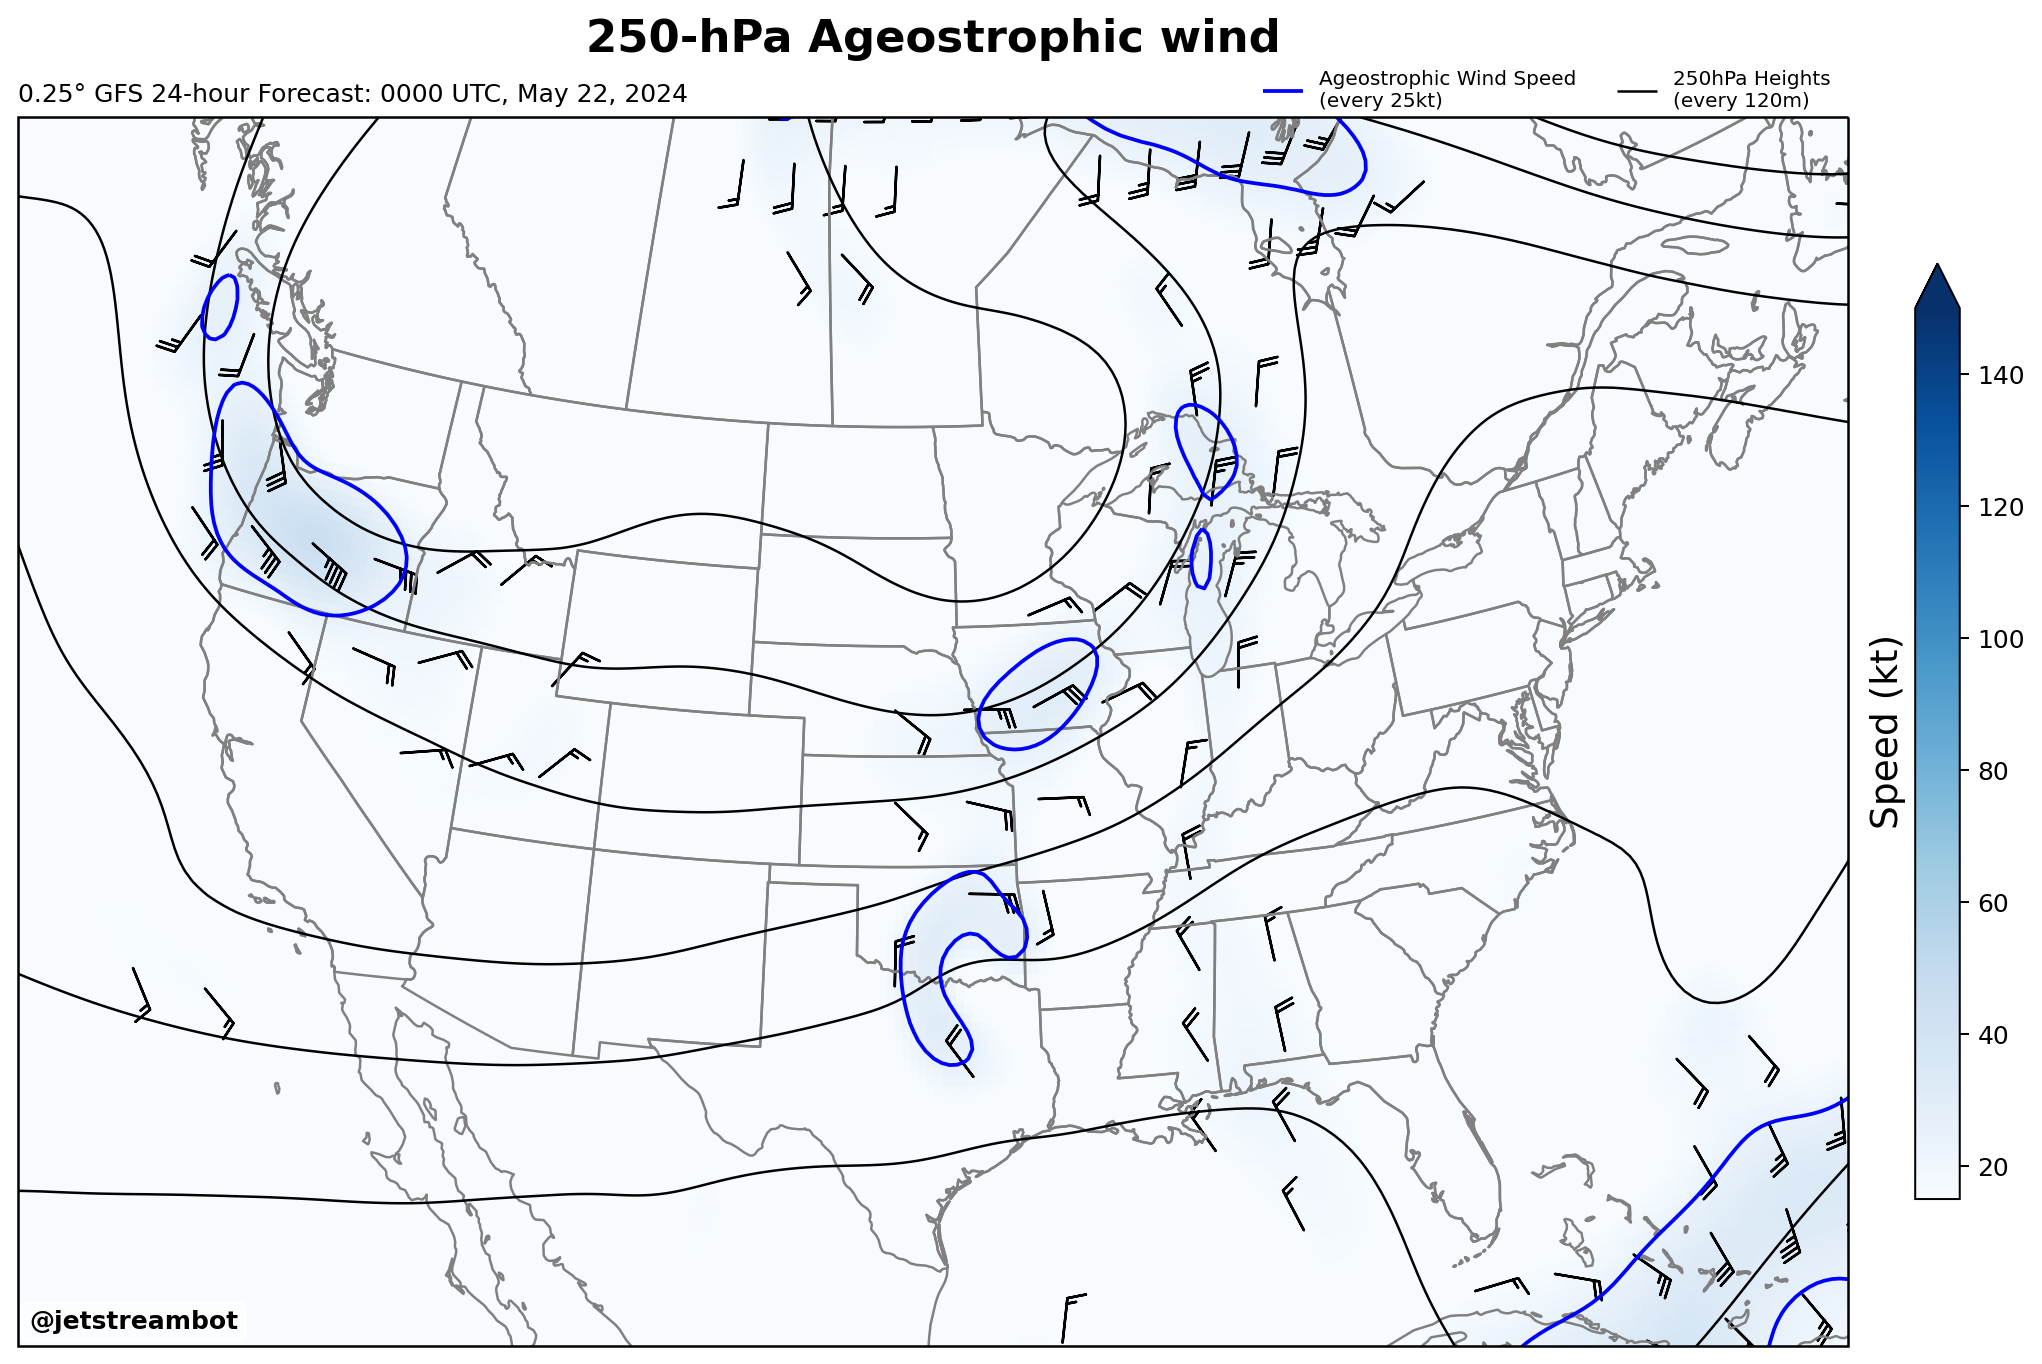 250-hPa Ageostrophic wind
0.25° GFS 24-hour Forecast: 0000 UTC, May 22, 2024
Ageostrophic Wind Speed
(every 25kt)
250hPa Heights
(every 120m)
140
120
100
80
60
40
20
Speed (kt)
@jetstreambot